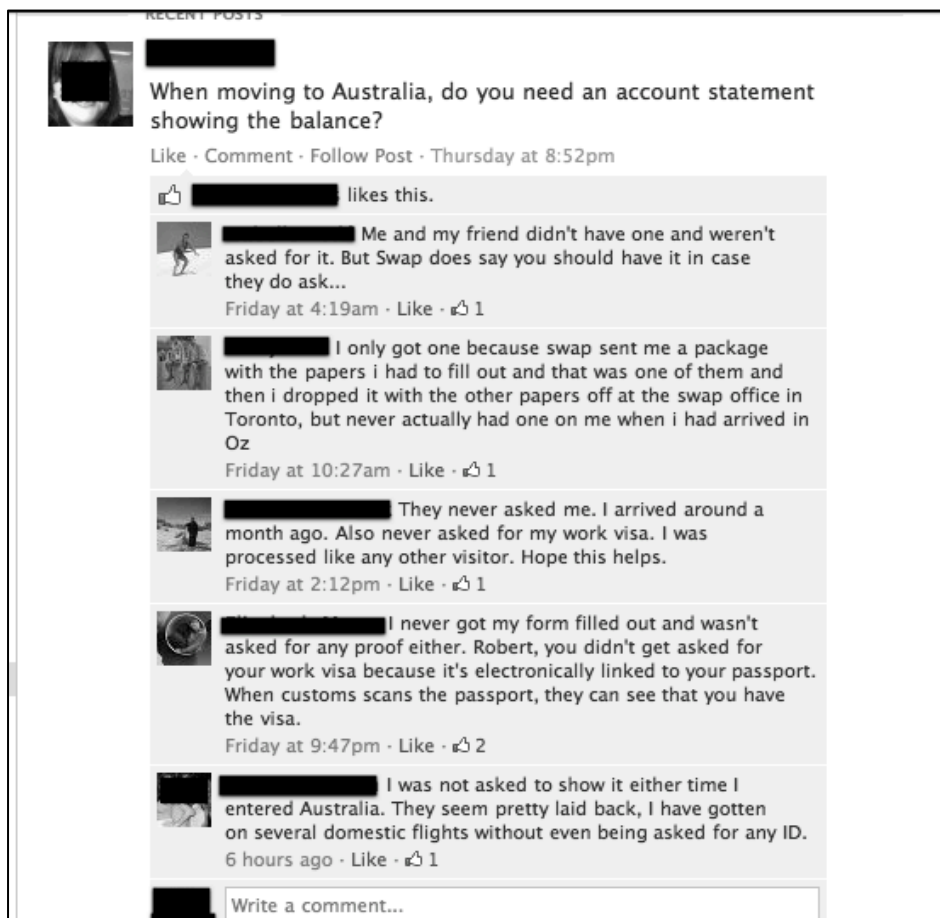 RECENT POSTS
When moving to Australia, do you need an account statement
showing the balance?
Like · Comment · Follow Post · Thursday at 8:52pm
likes this.
Me and my friend didn't have one and weren't
asked for it. But Swap does say you should have it in case
they do ask...
Friday at 4:19am · Like · 1
I only got one because swap sent me a package
with the papers i had to fill out and that was one of them and
then i dropped it with the other papers off at the swap office in
Toronto, but never actually had one on me when i had arrived in
Oz
Friday at 10:27am · Like · 1
They never asked me. I arrived around a
month ago. Also never asked for my work visa. I was
processed like any other visitor. Hope this helps.
Friday at 2:12pm · Like · 1
I never got my form filled out and wasn't
asked for any proof either. Robert, you didn't get asked for
your work visa because it's electronically linked to your passport.
When customs scans the passport, they can see that you have
the visa.
Friday at 9:47pm · Like · 2
I was not asked to show it either time I
entered Australia. They seem pretty laid back, I have gotten
on several domestic flights without even being asked for any ID.
6 hours ago · Like · 1
Write a comment...